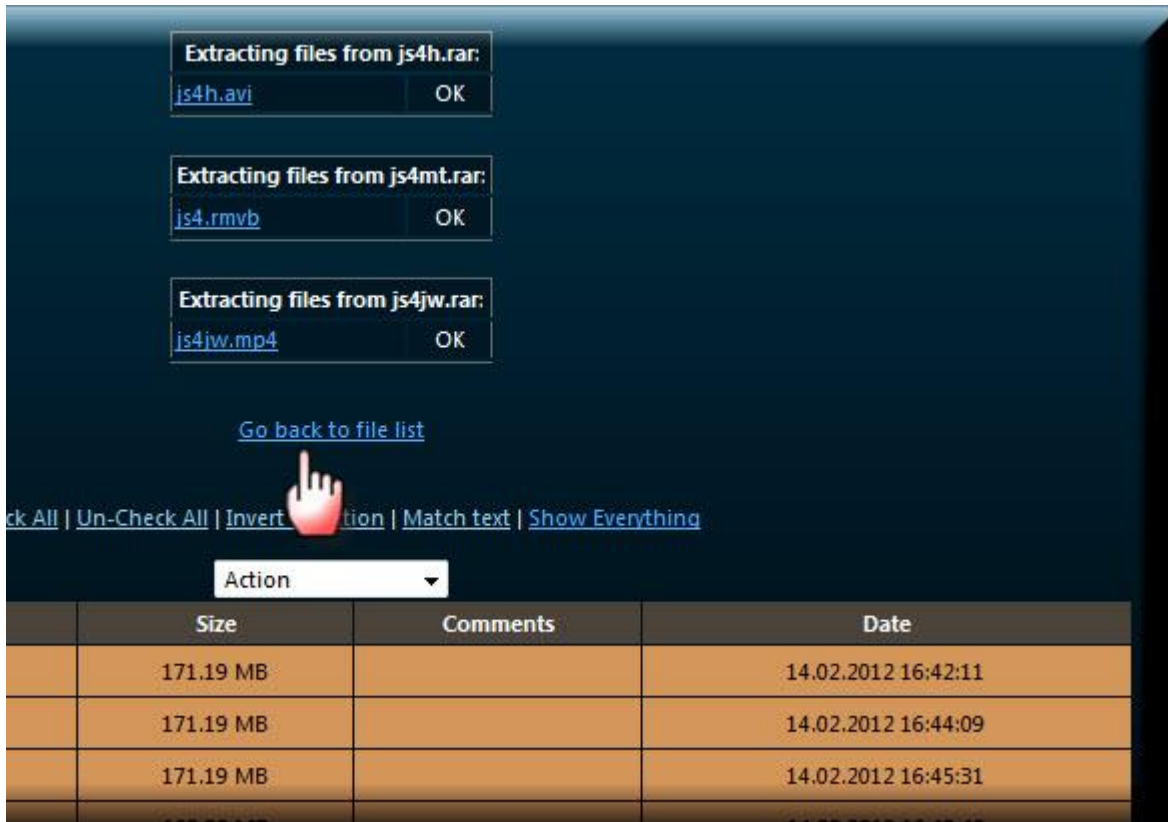 Extracting files from js4h.rar:
js4h.avi OK
Extracting files from js4mt.rar:
js4.rmvb OK
Extracting files from js4jw.rar:
js4jw.mp4 OK
Go back to file list
ck All | Un-Check All | Invert tion | Match text | Show Everything
Action
Size Comments Date
171.19 MB 14.02.2012 16:42:11
171.19 MB 14.02.2012 16:44:09
171.19 MB 14.02.2012 16:45:31